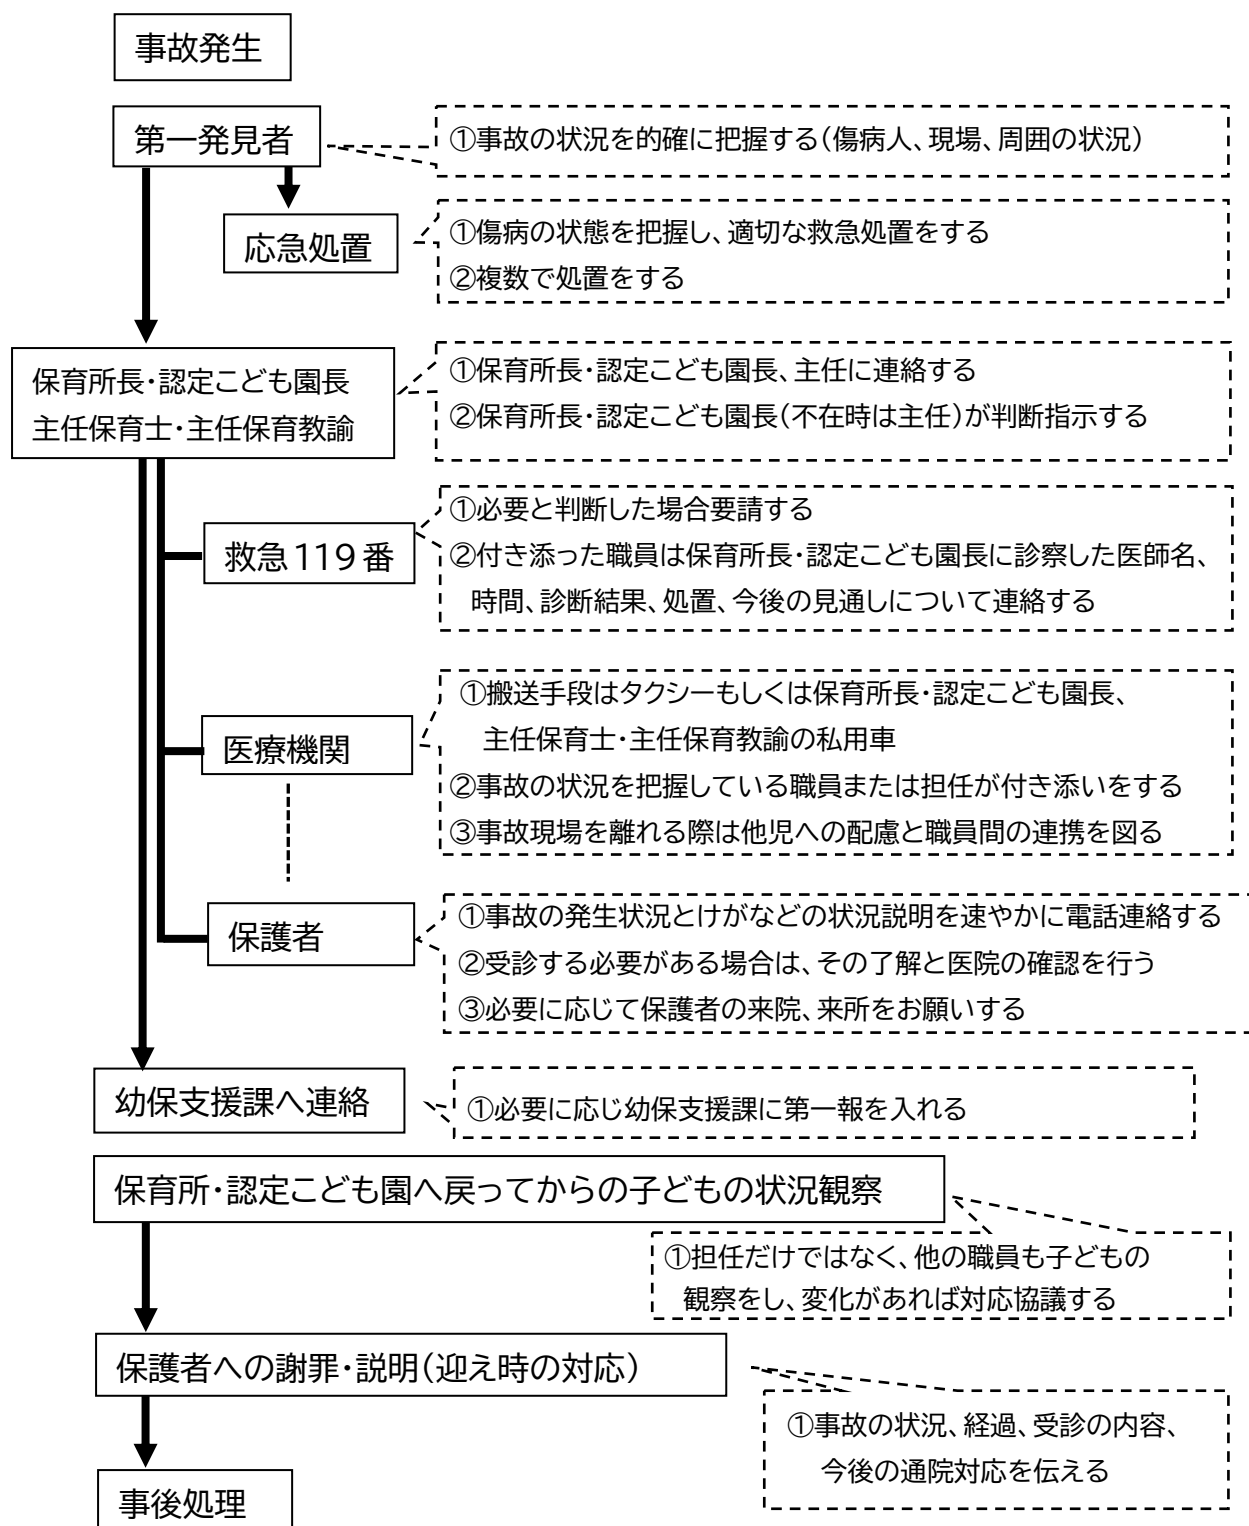 事故発生
第一発見者
①事故の状況を的確に把握する(傷病人、現場、周囲の状況)
応急処置
①傷病の状態を把握し、適切な救急処置をする
②複数で処置をする
保育所長・認定こども園長
主任保育士・主任保育教諭
①保育所長・認定こども園長、主任に連絡する
②保育所長・認定こども園長(不在時は主任)が判断指示する
救急119番
①必要と判断した場合要請する
②付き添った職員は保育所長・認定こども園長に診察した医師名、
時間、診断結果、処置、今後の見通しについて連絡する
医療機関
①搬送手段はタクシーもしくは保育所長・認定こども園長、
主任保育士・主任保育教諭の私用車
②事故の状況を把握している職員または担任が付き添いをする
③事故現場を離れる際は他児への配慮と職員間の連携を図る
保護者
①事故の発生状況とけがなどの状況説明を速やかに電話連絡する
②受診する必要がある場合は、その了解と医院の確認を行う
③必要に応じて保護者の来院、来所をお願いする
幼保支援課へ連絡
①必要に応じ幼保支援課に第一報を入れる
保育所・認定こども園へ戻ってからの子どもの状況観察
①担任だけではなく、他の職員も子どもの
観察をし、変化があれば対応協議する
保護者への謝罪・説明(迎え時の対応)
①事故の状況、経過、受診の内容、
今後の通院対応を伝える
事後処理